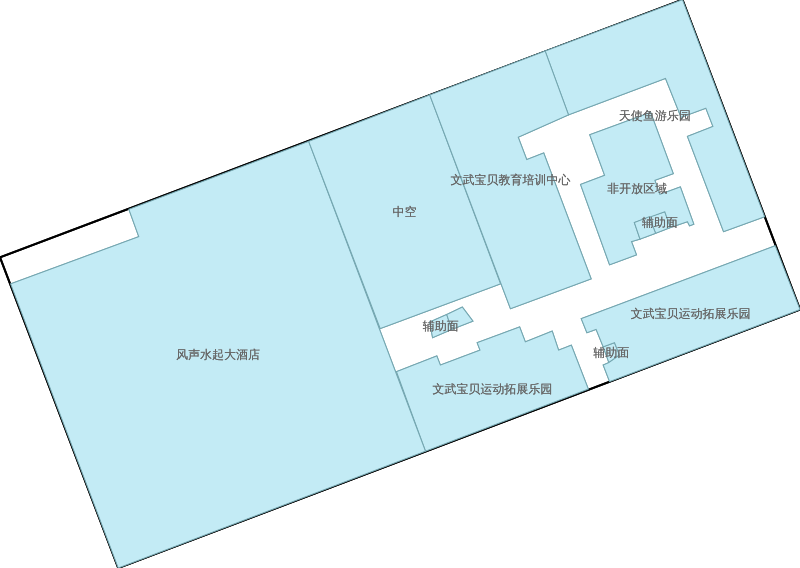 天使鱼游乐园
文武宝贝教育培训中心
非开放区域
中空
辅助面
文武宝贝运动拓展乐园
辅助面
风声水起大酒店
辅助面
文武宝贝运动拓展乐园